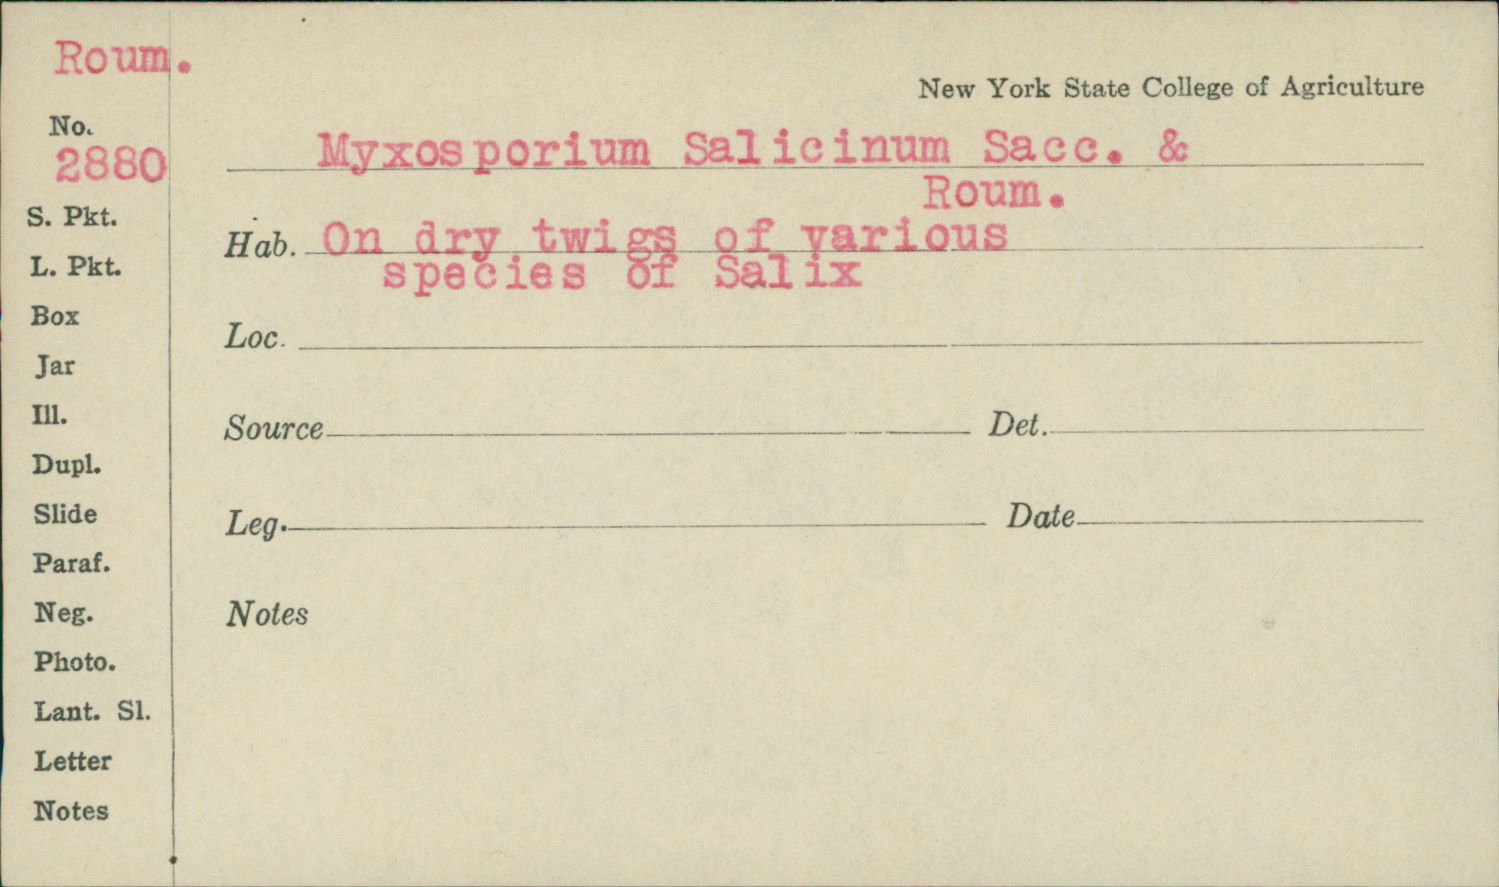 Roum.
New York State College of Agriculture
No.
2880
Myxosporium Salicinum Sacc. &
Roum.
S. Pkt.
Hab. On dry twigs of various
species of Salix
L. Pkt.
Box
Loc.
Jar
Ill.
Source Det.
Dupl.
Slide
Leg. Date
Paraf.
Neg.
Notes
Photo.
Lant. Sl.
Letter
Notes